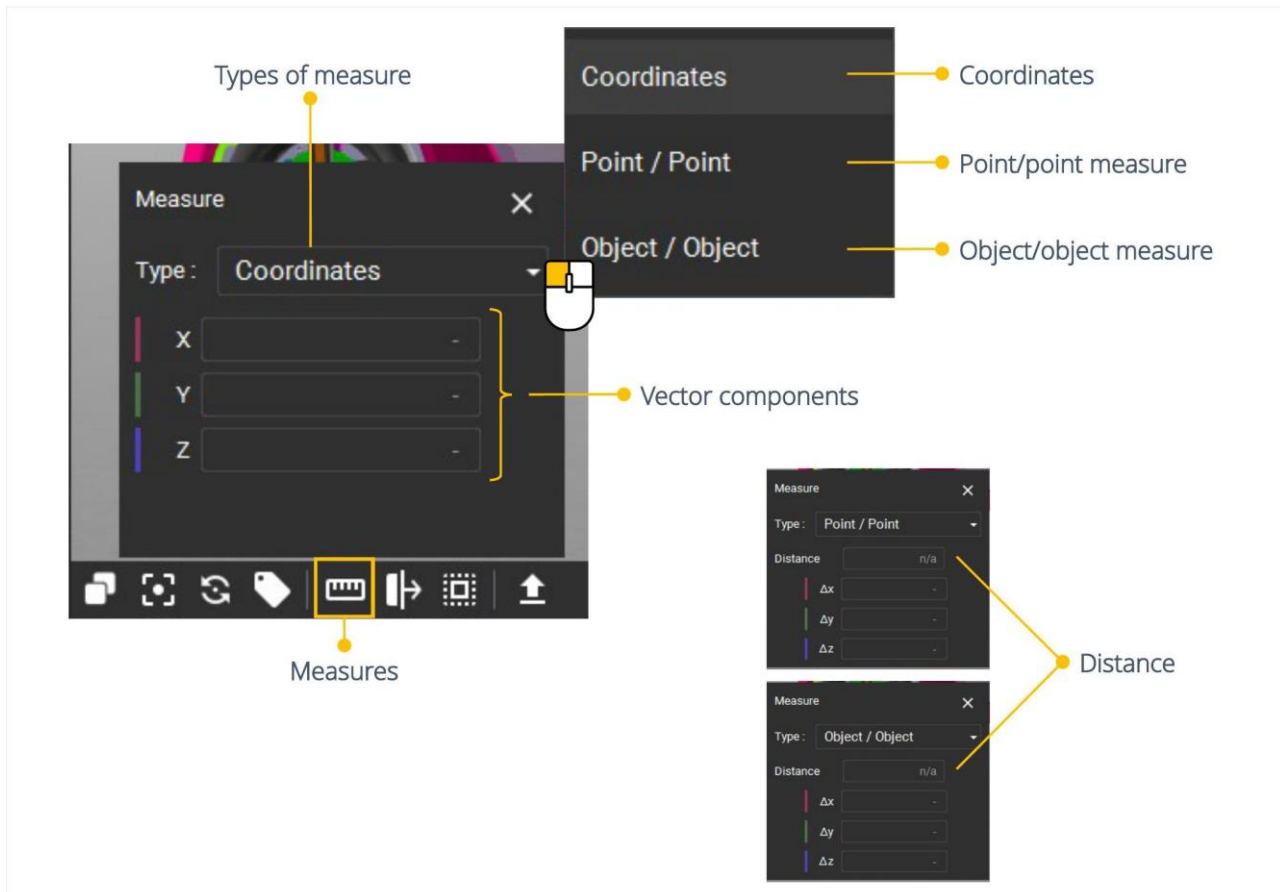 Types of measure
Coordinates
Coordinates
Point / Point
Point/point measure
Object / Object
Object/object measure
Measure
Type :
Coordinates
X
-
Y
-
Z
-
Vector components
Measures
Measure
Type :
Point / Point
Distance
n/a
Δx
-
Δy
-
Δz
-
Distance
Measure
Type :
Object / Object
Distance
n/a
Δx
-
Δy
-
Δz
-